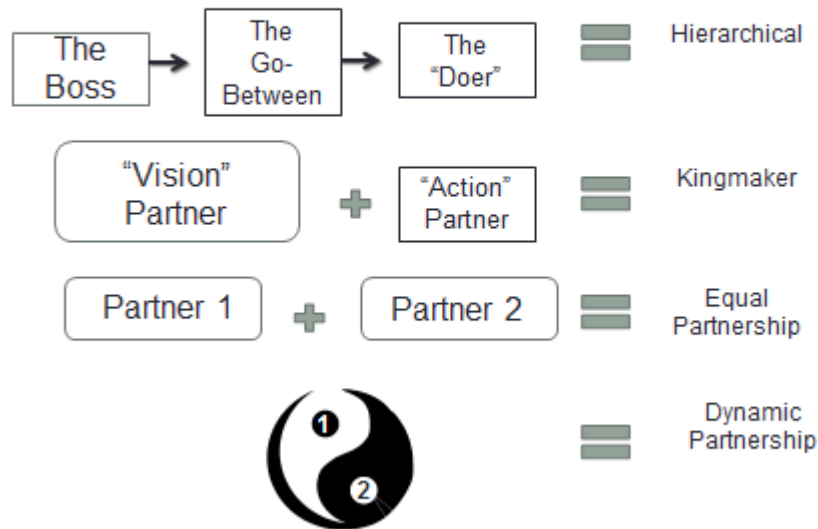 The
Boss
The
Go-
Between
The
“Doer”
Hierarchical
“Vision”
Partner
“Action”
Partner
Kingmaker
Partner 1
Partner 2
Equal
Partnership
1
2
Dynamic
Partnership